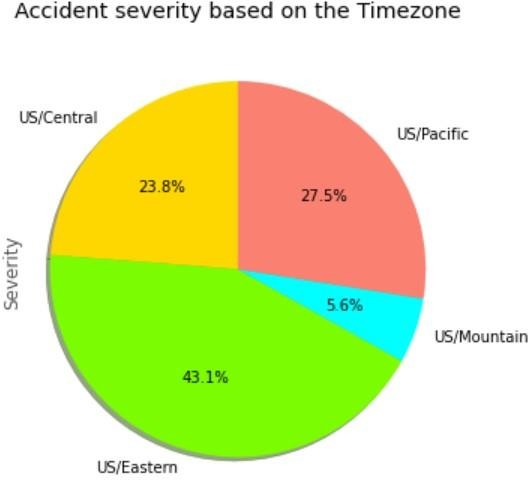 Accident severity based on the Timezone
US/Central
US/Pacific
23.8%
27.5%
Severity
5.6%
US/Mountain
43.1%
US/Eastern